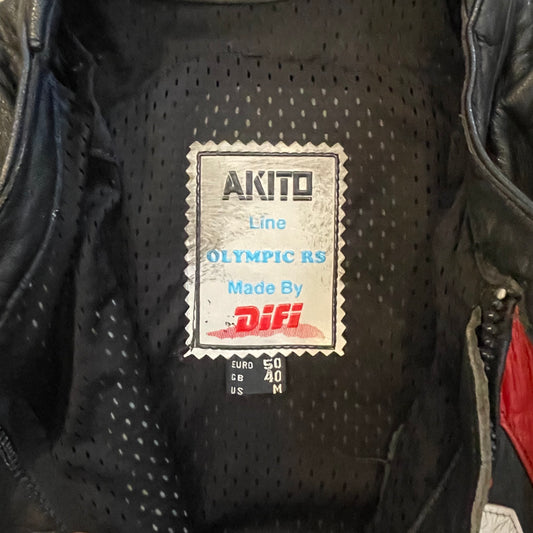 AKITO
Line
OLYMPIC RS
Made By
DIFI
EURO 50
GB 40
US M